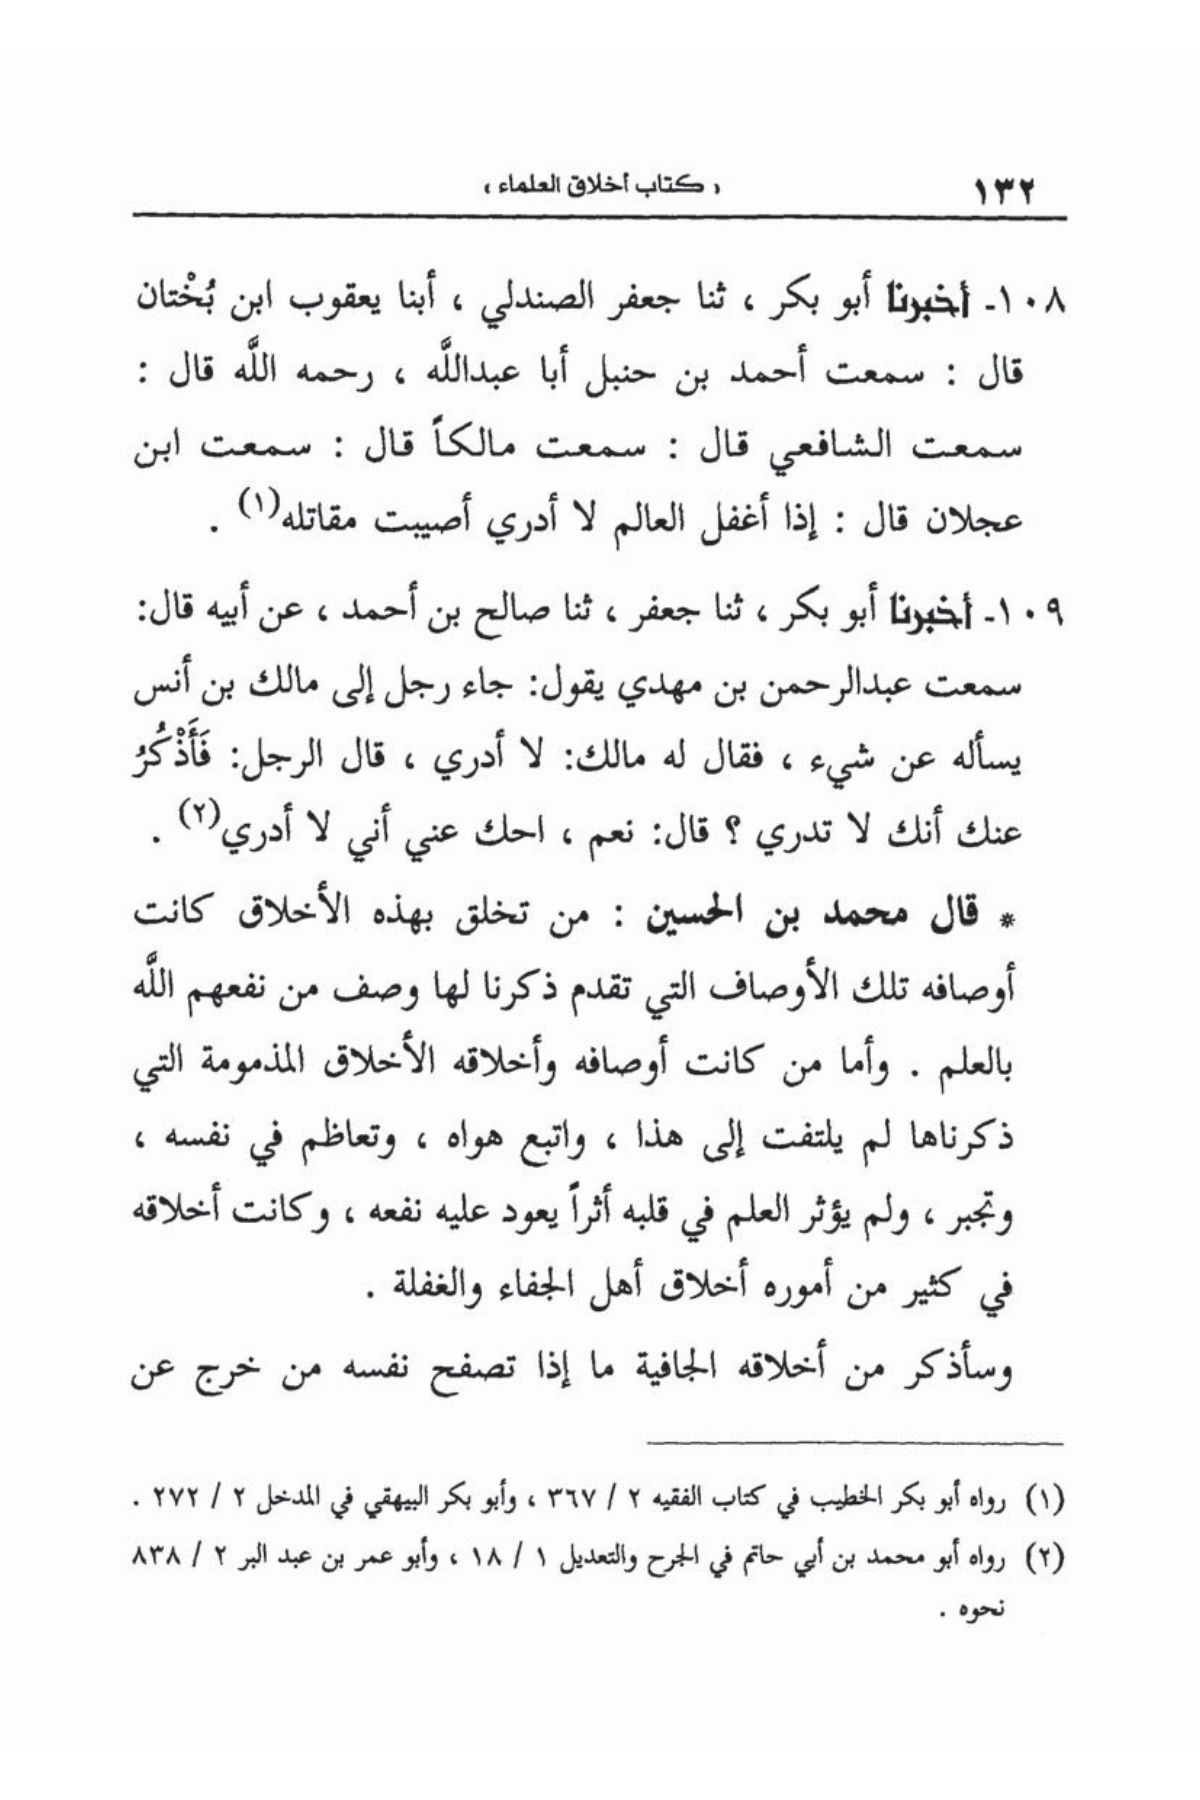 ١٣٢
« كتاب أخلاق العلماء »
١٠٨ـ أخبرنا أبو بكر ، ثنا جعفر الصندلي ، أبنا يعقوب ابن بُخْتان
قال : سمعت أحمد بن حنبل أبا عبداللَّه ، رحمه اللَّه قال :
سمعت الشافعي قال : سمعت مالكاً قال : سمعت ابن
عجلان قال : إذا أغفل العالم لا أدري أصيبت مقاتله(١) .
١٠٩ـ أخبرنا أبو بكر ، ثنا جعفر ، ثنا صالح بن أحمد ، عن أبيه قال:
سمعت عبدالرحمن بن مهدي يقول: جاء رجل إلى مالك بن أنس
يسأله عن شيء ، فقال له مالك: لا أدري ، قال الرجل: فَأَذْكُرُ
عنك أنك لا تدري ؟ قال: نعم ، احك عني أني لا أدري(٢) .
* قال محمد بن الحسين : من تخلق بهذه الأخلاق كانت
أوصافه تلك الأوصاف التي تقدم ذكرنا لها وصف من نفعهم اللَّه
بالعلم . وأما من كانت أوصافه وأخلاقه الأخلاق المذمومة التي
ذكرناها لم يلتفت إلى هذا ، واتبع هواه ، وتعاظم في نفسه ،
وتجبر ، ولم يؤثر العلم في قلبه أثراً يعود عليه نفعه ، وكانت أخلاقه
في كثير من أموره أخلاق أهل الجفاء والغفلة .
وسأذكر من أخلاقه الجافية ما إذا تصفح نفسه من خرج عن
(١) رواه أبو بكر الخطيب في كتاب الفقيه ٢ / ٣٦٧ ، وأبو بكر البيهقي في المدخل ٢ / ٢٧٢ .
(٢) رواه أبو محمد بن أبي حاتم في الجرح والتعديل ١ / ١٨ ، وأبو عمر بن عبد البر ٢ / ٨٣٨
نحوه .